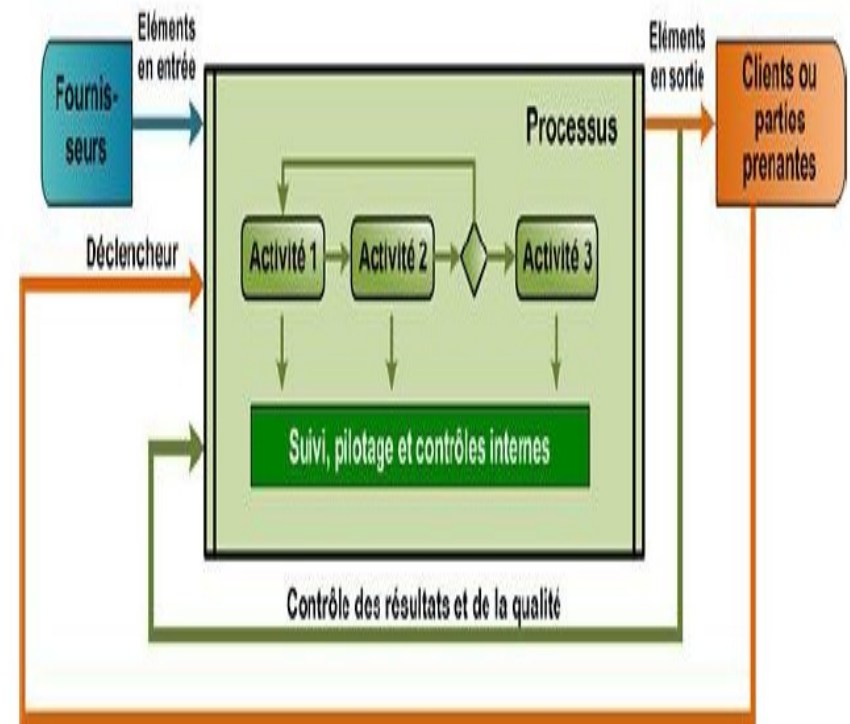 Eléments
en entrée
Fournis-
seurs
Eléments
en sortie
Clients ou
parties
prenantes
Processus
Déclencheur
Activité 1
Activité 2
Activité 3
Suivi, pilotage et contrôles internes
Contrôle des résultats et de la qualité